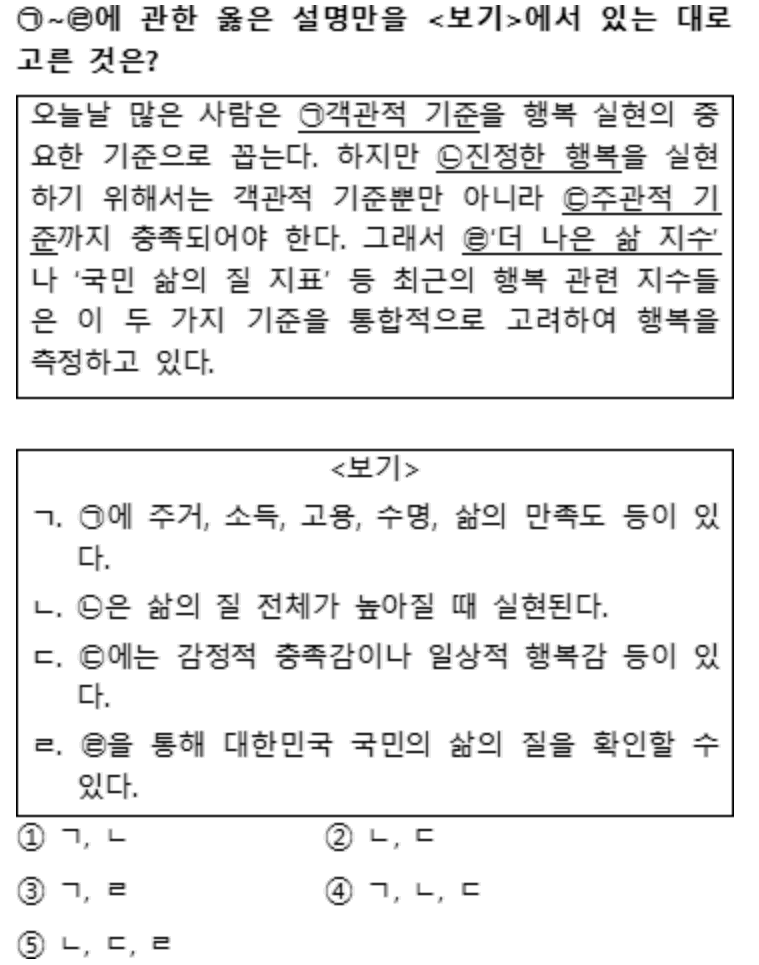 ㉠~㉣에 관한 옳은 설명만을 <보기>에서 있는 대로
고른 것은?
오늘날 많은 사람은 ㉠객관적 기준을 행복 실현의 중
요한 기준으로 꼽는다. 하지만 ㉡진정한 행복을 실현
하기 위해서는 객관적 기준뿐만 아니라 ㉢주관적 기
준까지 충족되어야 한다. 그래서 ㉣'더 나은 삶 지수'
나 '국민 삶의 질 지표' 등 최근의 행복 관련 지수들
은 이 두 가지 기준을 통합적으로 고려하여 행복을
측정하고 있다.
<보기>
ㄱ. ㉠에 주거, 소득, 고용, 수명, 삶의 만족도 등이 있
다.
ㄴ. ㉡은 삶의 질 전체가 높아질 때 실현된다.
ㄷ. ㉢에는 감정적 충족감이나 일상적 행복감 등이 있
다.
ㄹ. ㉣을 통해 대한민국 국민의 삶의 질을 확인할 수
있다.
① ㄱ, ㄴ ② ㄴ, ㄷ
③ ㄱ, ㄹ ④ ㄱ, ㄴ, ㄷ
⑤ ㄴ, ㄷ, ㄹ